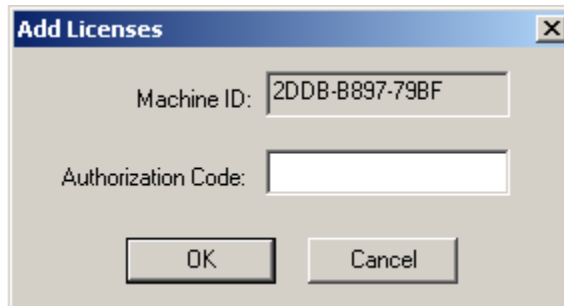 Add Licenses
Machine ID: 2DDB-B897-79BF
Authorization Code:
OK Cancel